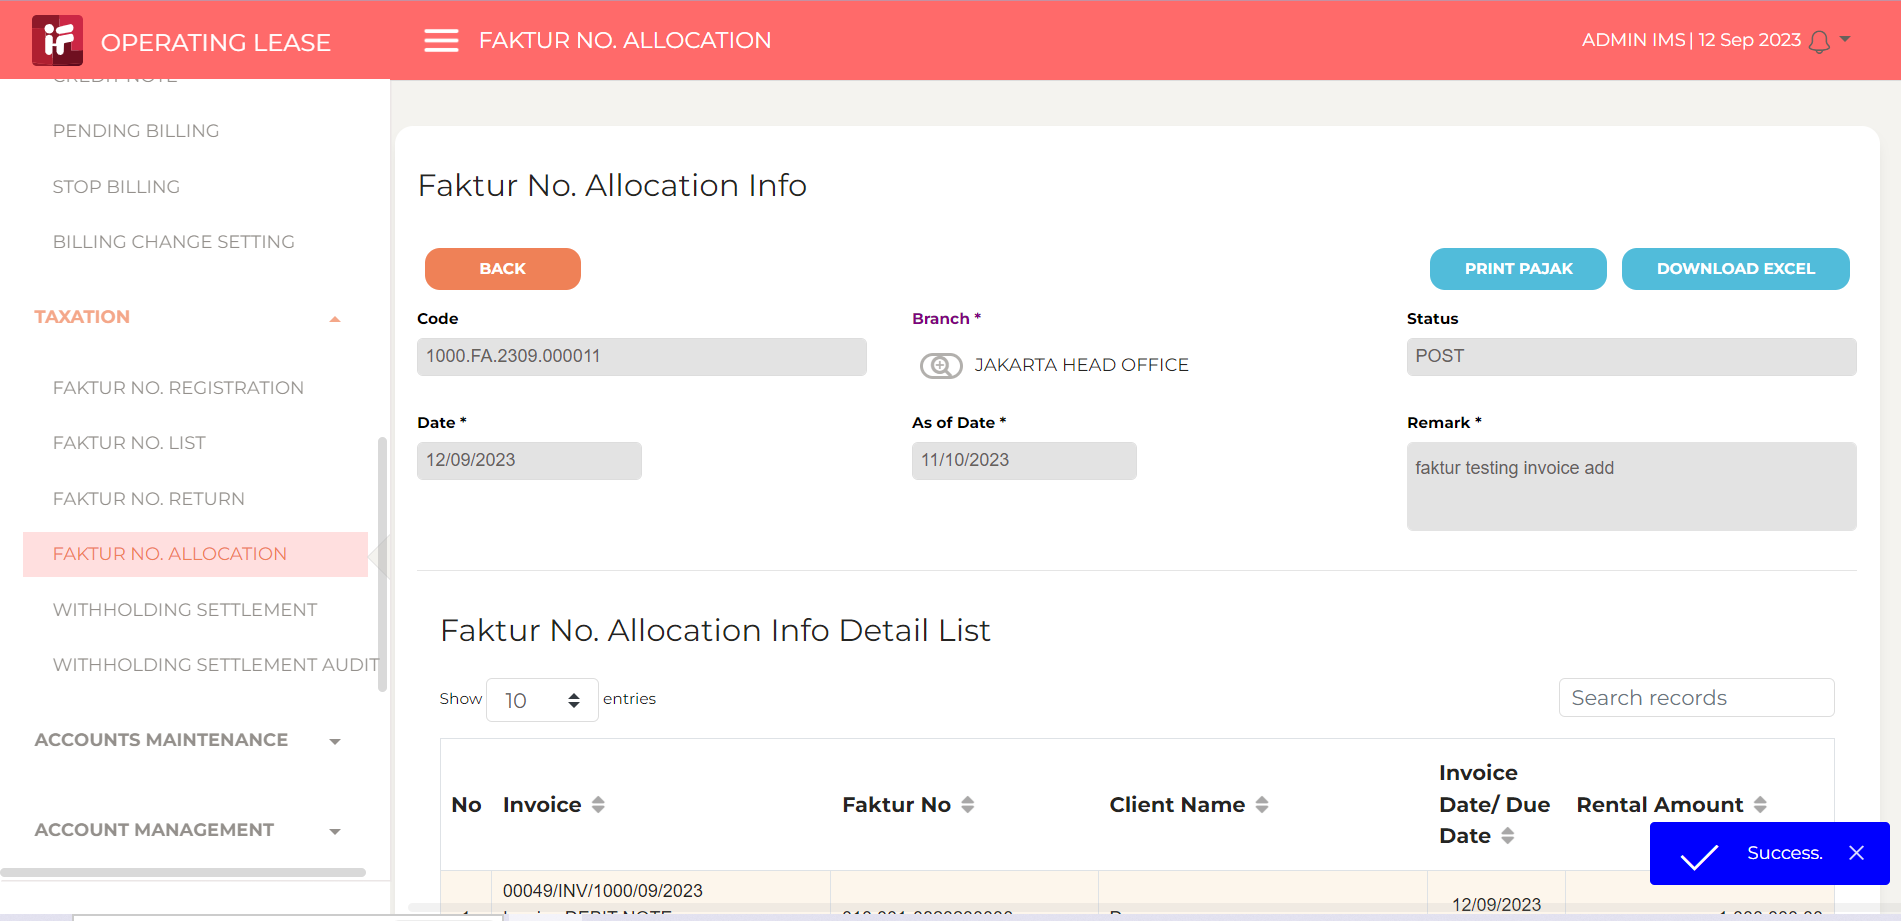 iF OPERATING LEASE
FAKTUR NO. ALLOCATION
ADMIN IMS | 12 Sep 2023
CREDIT NOTE
PENDING BILLING
STOP BILLING
BILLING CHANGE SETTING
TAXATION
FAKTUR NO. REGISTRATION
FAKTUR NO. LIST
FAKTUR NO. RETURN
FAKTUR NO. ALLOCATION
WITHHOLDING SETTLEMENT
WITHHOLDING SETTLEMENT AUDIT
ACCOUNTS MAINTENANCE
ACCOUNT MANAGEMENT
Faktur No. Allocation Info
BACK
PRINT PAJAK
DOWNLOAD EXCEL
Code
1000.FA.2309.000011
Branch *
JAKARTA HEAD OFFICE
Status
POST
Date *
12/09/2023
As of Date *
11/10/2023
Remark *
faktur testing invoice add
Faktur No. Allocation Info Detail List
Show 10 entries
Search records
No
Invoice
Faktur No
Client Name
Invoice
Date/ Due
Date
Rental Amount
00049/INV/1000/09/2023
12/09/2023
Success.